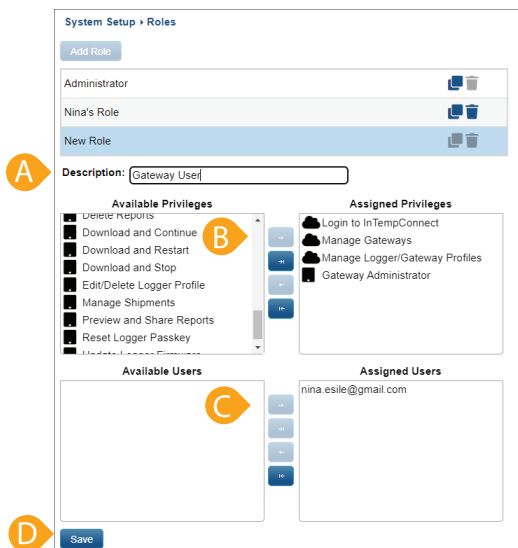 System Setup › Roles
Add Role
Administrator
Nina's Role
New Role
A
Description: Gateway User
Available Privileges
Assigned Privileges
Delete Reports
Download and Continue
Download and Restart
Download and Stop
Edit/Delete Logger Profile
Manage Shipments
Preview and Share Reports
Reset Logger Passkey
Update Logger Firmware
B
Login to InTempConnect
Manage Gateways
Manage Logger/Gateway Profiles
Gateway Administrator
Available Users
Assigned Users
C
nina.esile@gmail.com
D
Save